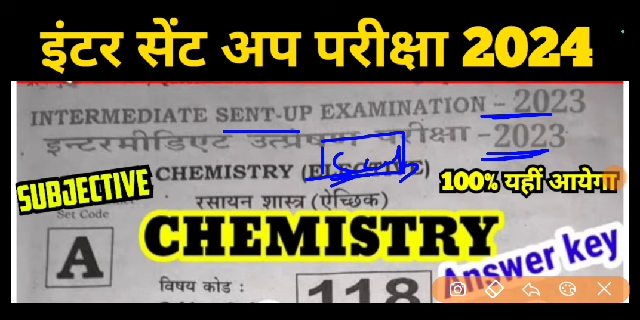 इंटर सेंट अप परीक्षा 2024
INTERMEDIATE SENT-UP EXAMINATION - 2023
इन्टरमीडिएट उत्प्रेषण परीक्षा - 2023
CHEMISTRY (ELECTIVE)
SUBJECTIVE
100% यहीं आयेगा
रसायन शास्त्र (ऐच्छिक)
Set Code
A
CHEMISTRY
Answer key
विषय कोड :
118